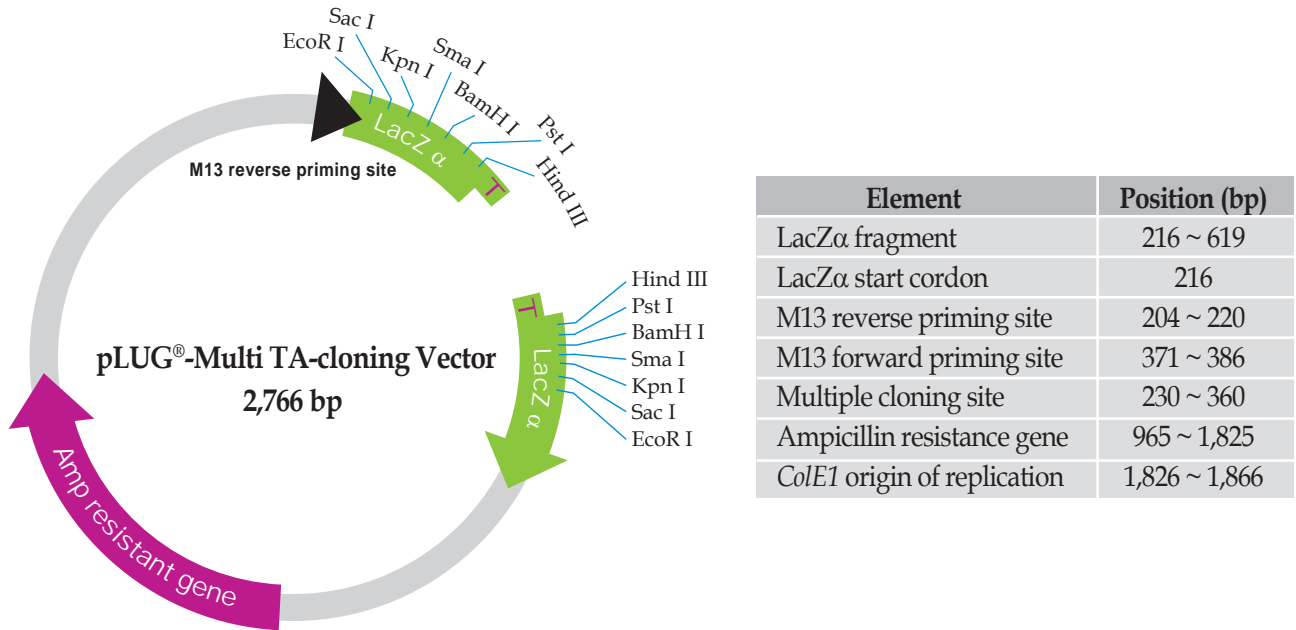 Sac I
EcoR I
Kpn I
Sma I
BamH I
Pst I
Hind III
LacZ α
T
M13 reverse priming site
Hind III
Pst I
BamH I
Sma I
Kpn I
Sac I
EcoR I
T
LacZ α
pLUG®-Multi TA-cloning Vector
2,766 bp
Amp resistant gene
Element Position (bp)
LacZα fragment 216 ~ 619
LacZα start cordon 216
M13 reverse priming site 204 ~ 220
M13 forward priming site 371 ~ 386
Multiple cloning site 230 ~ 360
Ampicillin resistance gene 965 ~ 1,825
ColE1 origin of replication 1,826 ~ 1,866